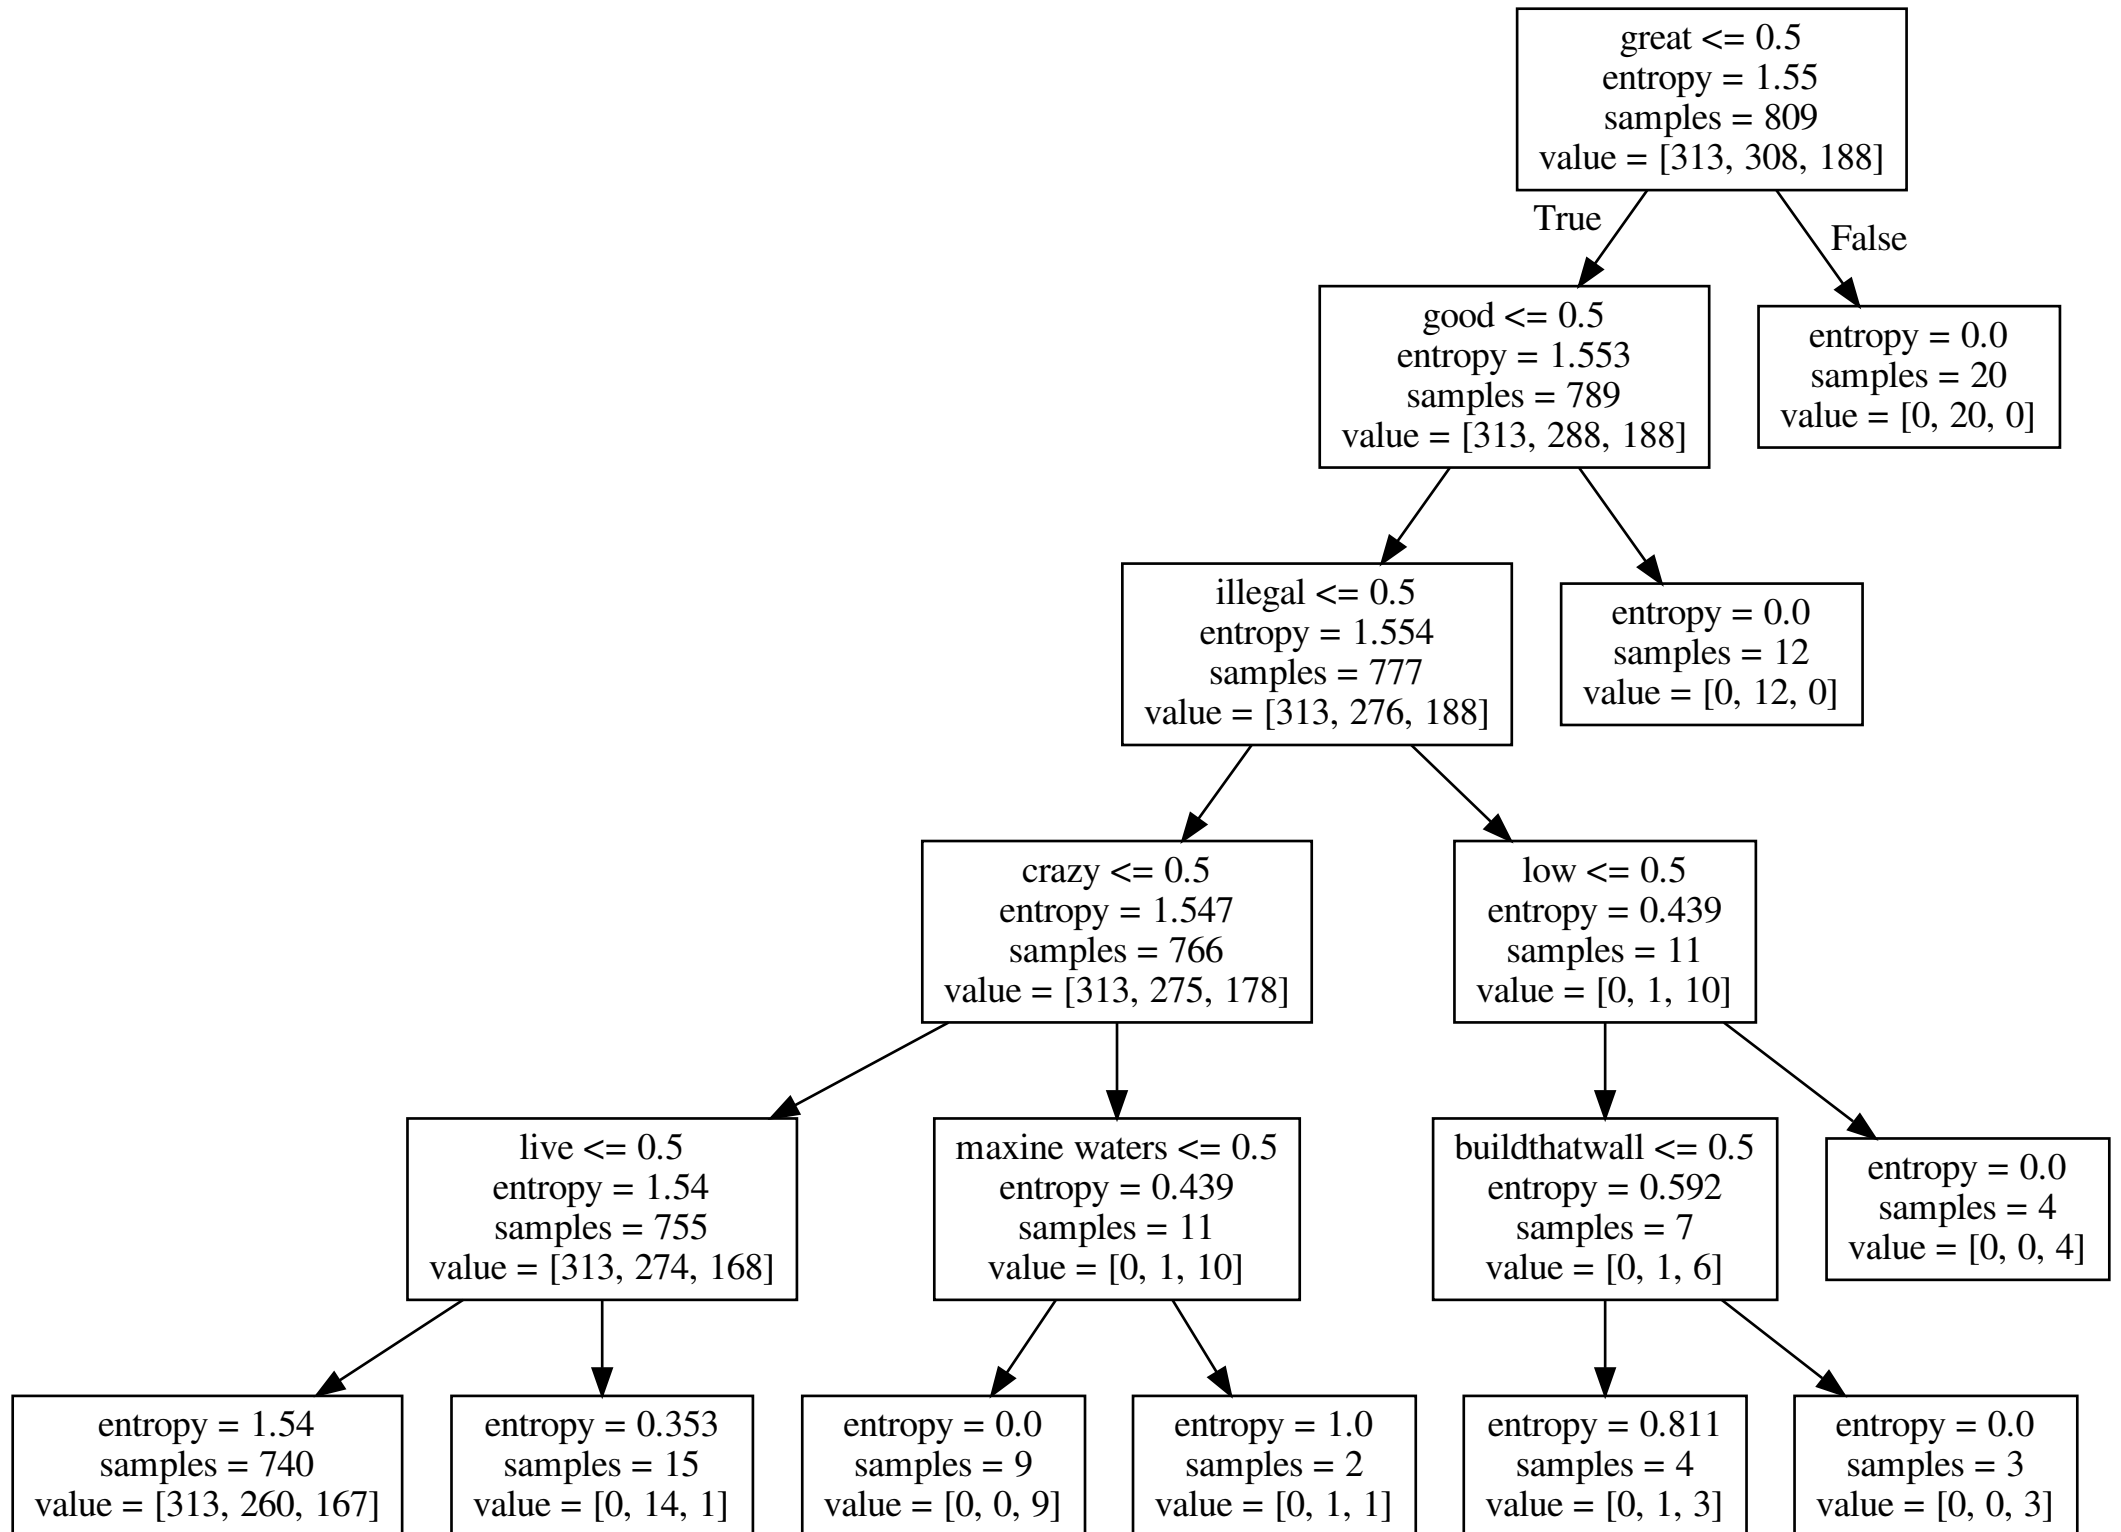 great <= 0.5
entropy = 1.55
samples = 809
value = [313, 308, 188]
True
False
good <= 0.5
entropy = 1.553
samples = 789
value = [313, 288, 188]
entropy = 0.0
samples = 20
value = [0, 20, 0]
illegal <= 0.5
entropy = 1.554
samples = 777
value = [313, 276, 188]
entropy = 0.0
samples = 12
value = [0, 12, 0]
crazy <= 0.5
entropy = 1.547
samples = 766
value = [313, 275, 178]
low <= 0.5
entropy = 0.439
samples = 11
value = [0, 1, 10]
live <= 0.5
entropy = 1.54
samples = 755
value = [313, 274, 168]
maxine waters <= 0.5
entropy = 0.439
samples = 11
value = [0, 1, 10]
buildthatwall <= 0.5
entropy = 0.592
samples = 7
value = [0, 1, 6]
entropy = 0.0
samples = 4
value = [0, 0, 4]
entropy = 1.54
samples = 740
value = [313, 260, 167]
entropy = 0.353
samples = 15
value = [0, 14, 1]
entropy = 0.0
samples = 9
value = [0, 0, 9]
entropy = 1.0
samples = 2
value = [0, 1, 1]
entropy = 0.811
samples = 4
value = [0, 1, 3]
entropy = 0.0
samples = 3
value = [0, 0, 3]